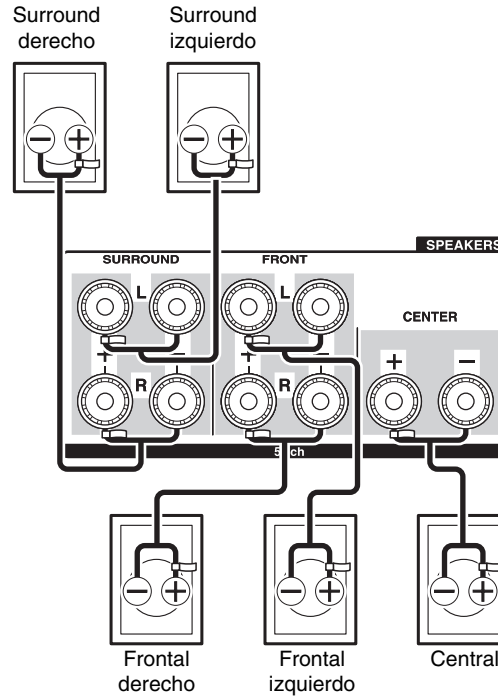 Surround
derecho
Surround
izquierdo
SPEAKERS
SURROUND
FRONT
L
L
CENTER
+ −
+ −
+ −
R
R
Frontal
derecho
Frontal
izquierdo
Central